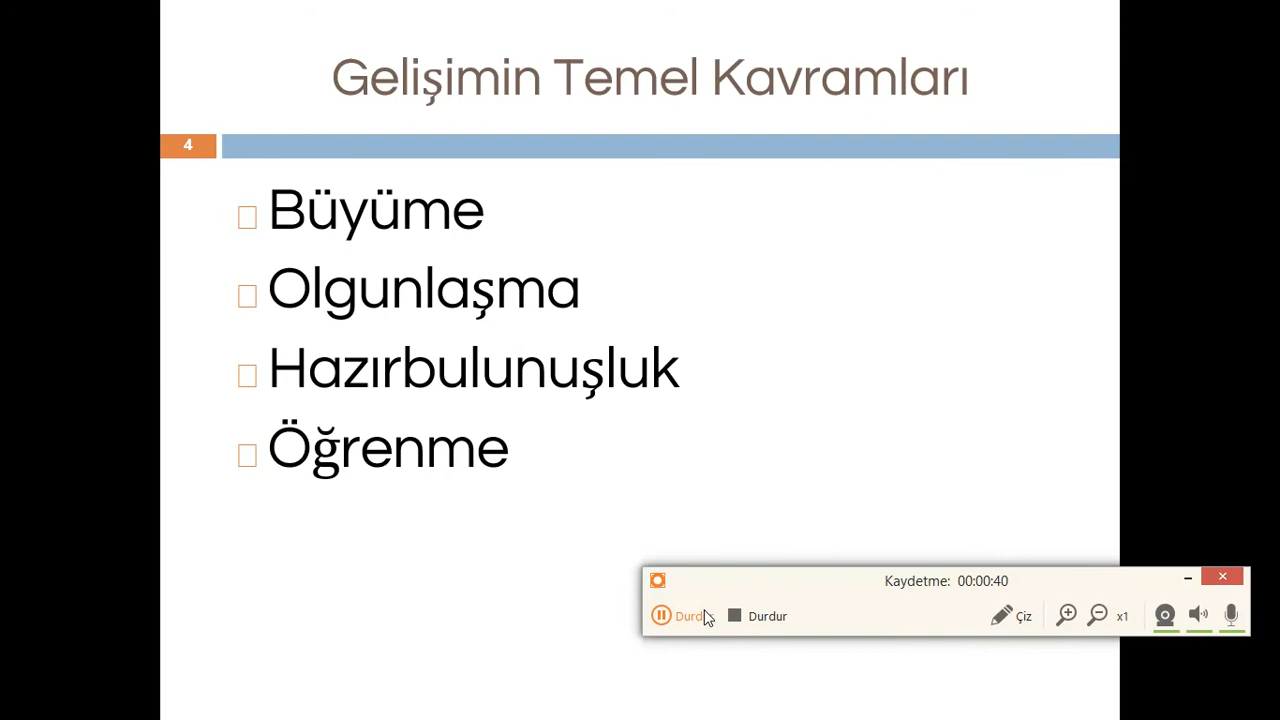 Gelişimin Temel Kavramları
4
Büyüme
Olgunlaşma
Hazırbulunuşluk
Öğrenme
Kaydetme: 00:00:40
Durdur
Çiz
x1